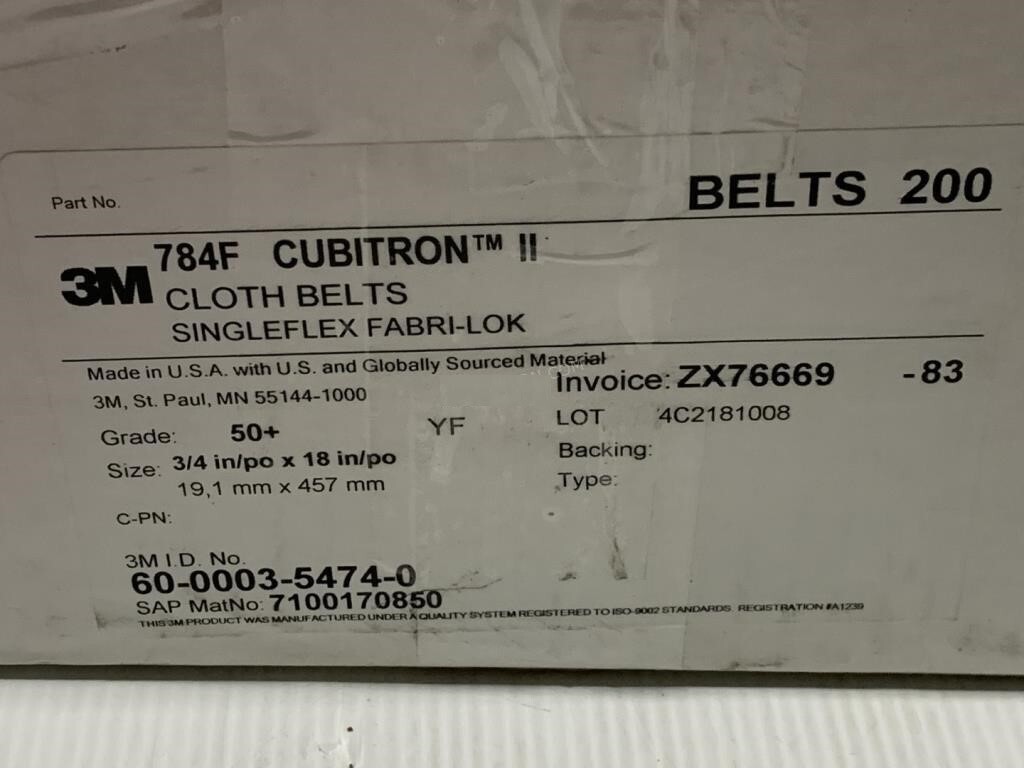 Part No.
BELTS 200
3M 784F CUBITRON™ II
CLOTH BELTS
SINGLEFLEX FABRI-LOK
Made in U.S.A. with U.S. and Globally Sourced Material
3M, St. Paul, MN 55144-1000
Invoice: ZX76669 -83
LOT 4C2181008
Grade: 50+ YF
Backing:
Size: 3/4 in/po x 18 in/po
19,1 mm x 457 mm
Type:
C-PN:
3M I.D. No.
60-0003-5474-0
SAP MatNo: 7100170850
THIS 3M PRODUCT WAS MANUFACTURED UNDER A QUALITY SYSTEM REGISTERED TO ISO-9002 STANDARDS REGISTRATION #A1239